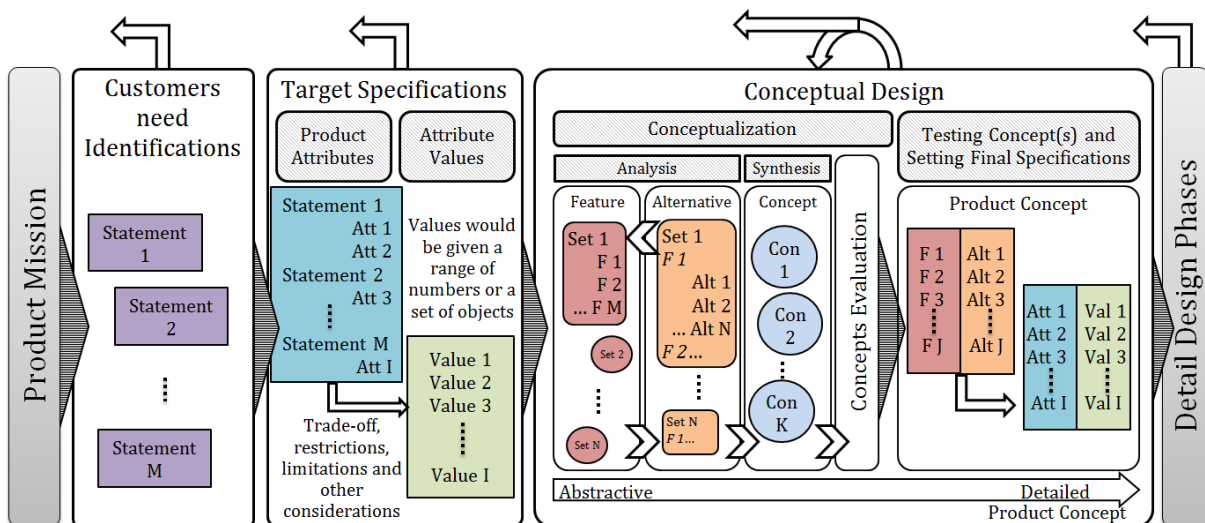 Product Mission
Customers
need
Identifications
Statement
1
Statement
2
...
Statement
M
Target Specifications
Product
Attributes
Attribute
Values
Statement 1
Att 1
Att 2
Statement 2
Att 3
Statement M
Att I
Values would
be given a
range of
numbers or a
set of objects
Value 1
Value 2
Value 3
Value I
Trade-off,
restrictions,
limitations and
other
considerations
Conceptual Design
Conceptualization
Analysis
Synthesis
Feature
Set 1
F 1
F 2
... F M
Set 2
Set N
Alternative
Set 1
F 1
Alt 1
Alt 2
... Alt N
F 2...
Set N
F 1...
Concept
Con
1
Con
2
Con
K
Concepts Evaluation
Testing Concept(s) and
Setting Final Specifications
Product Concept
F 1
F 2
F 3
F J
Alt 1
Alt 2
Alt 3
Alt J
Att 1
Att 2
Att 3
Att I
Val 1
Val 2
Val 3
Val I
Abstractive
Detailed
Product Concept
Detail Design Phases